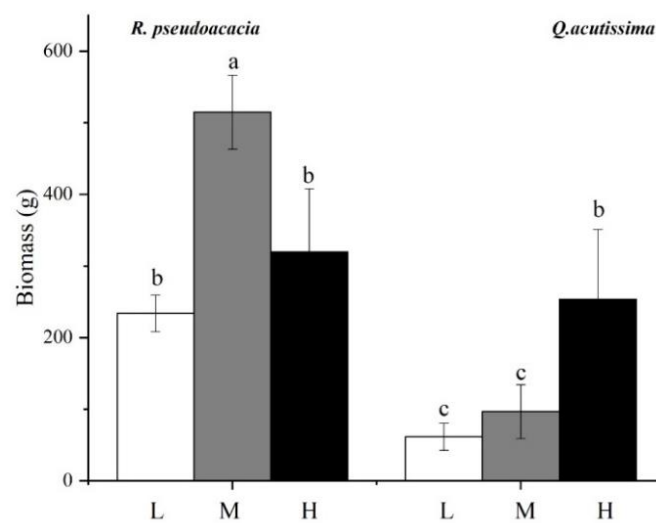 R. pseudoacacia Q.acutissima
600
a
b
400
b
b
Biomass (g)
200
c
c
0
L M H L M H